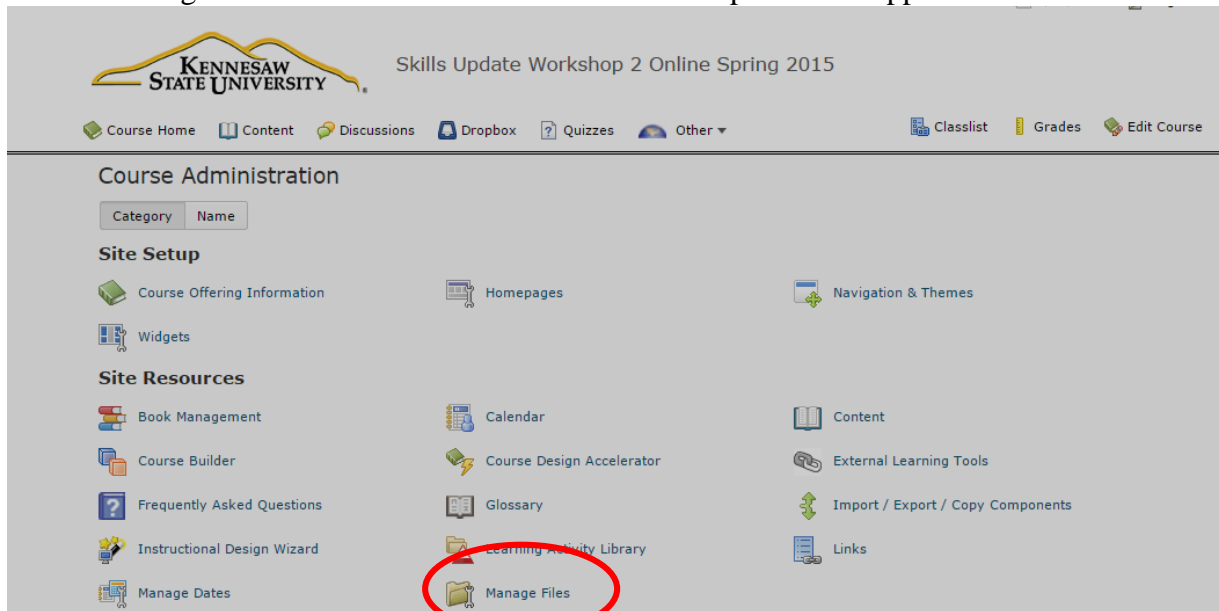 KENNESAW
STATE UNIVERSITY
Skills Update Workshop 2 Online Spring 2015
Course Home Content Discussions Dropbox Quizzes Other Classlist Grades Edit Course
Course Administration
Category Name
Site Setup
Course Offering Information Homepages Navigation & Themes
Widgets
Site Resources
Book Management Calendar Content
Course Builder Course Design Accelerator External Learning Tools
Frequently Asked Questions Glossary Import / Export / Copy Components
Instructional Design Wizard Learning Activity Library Links
Manage Dates Manage Files